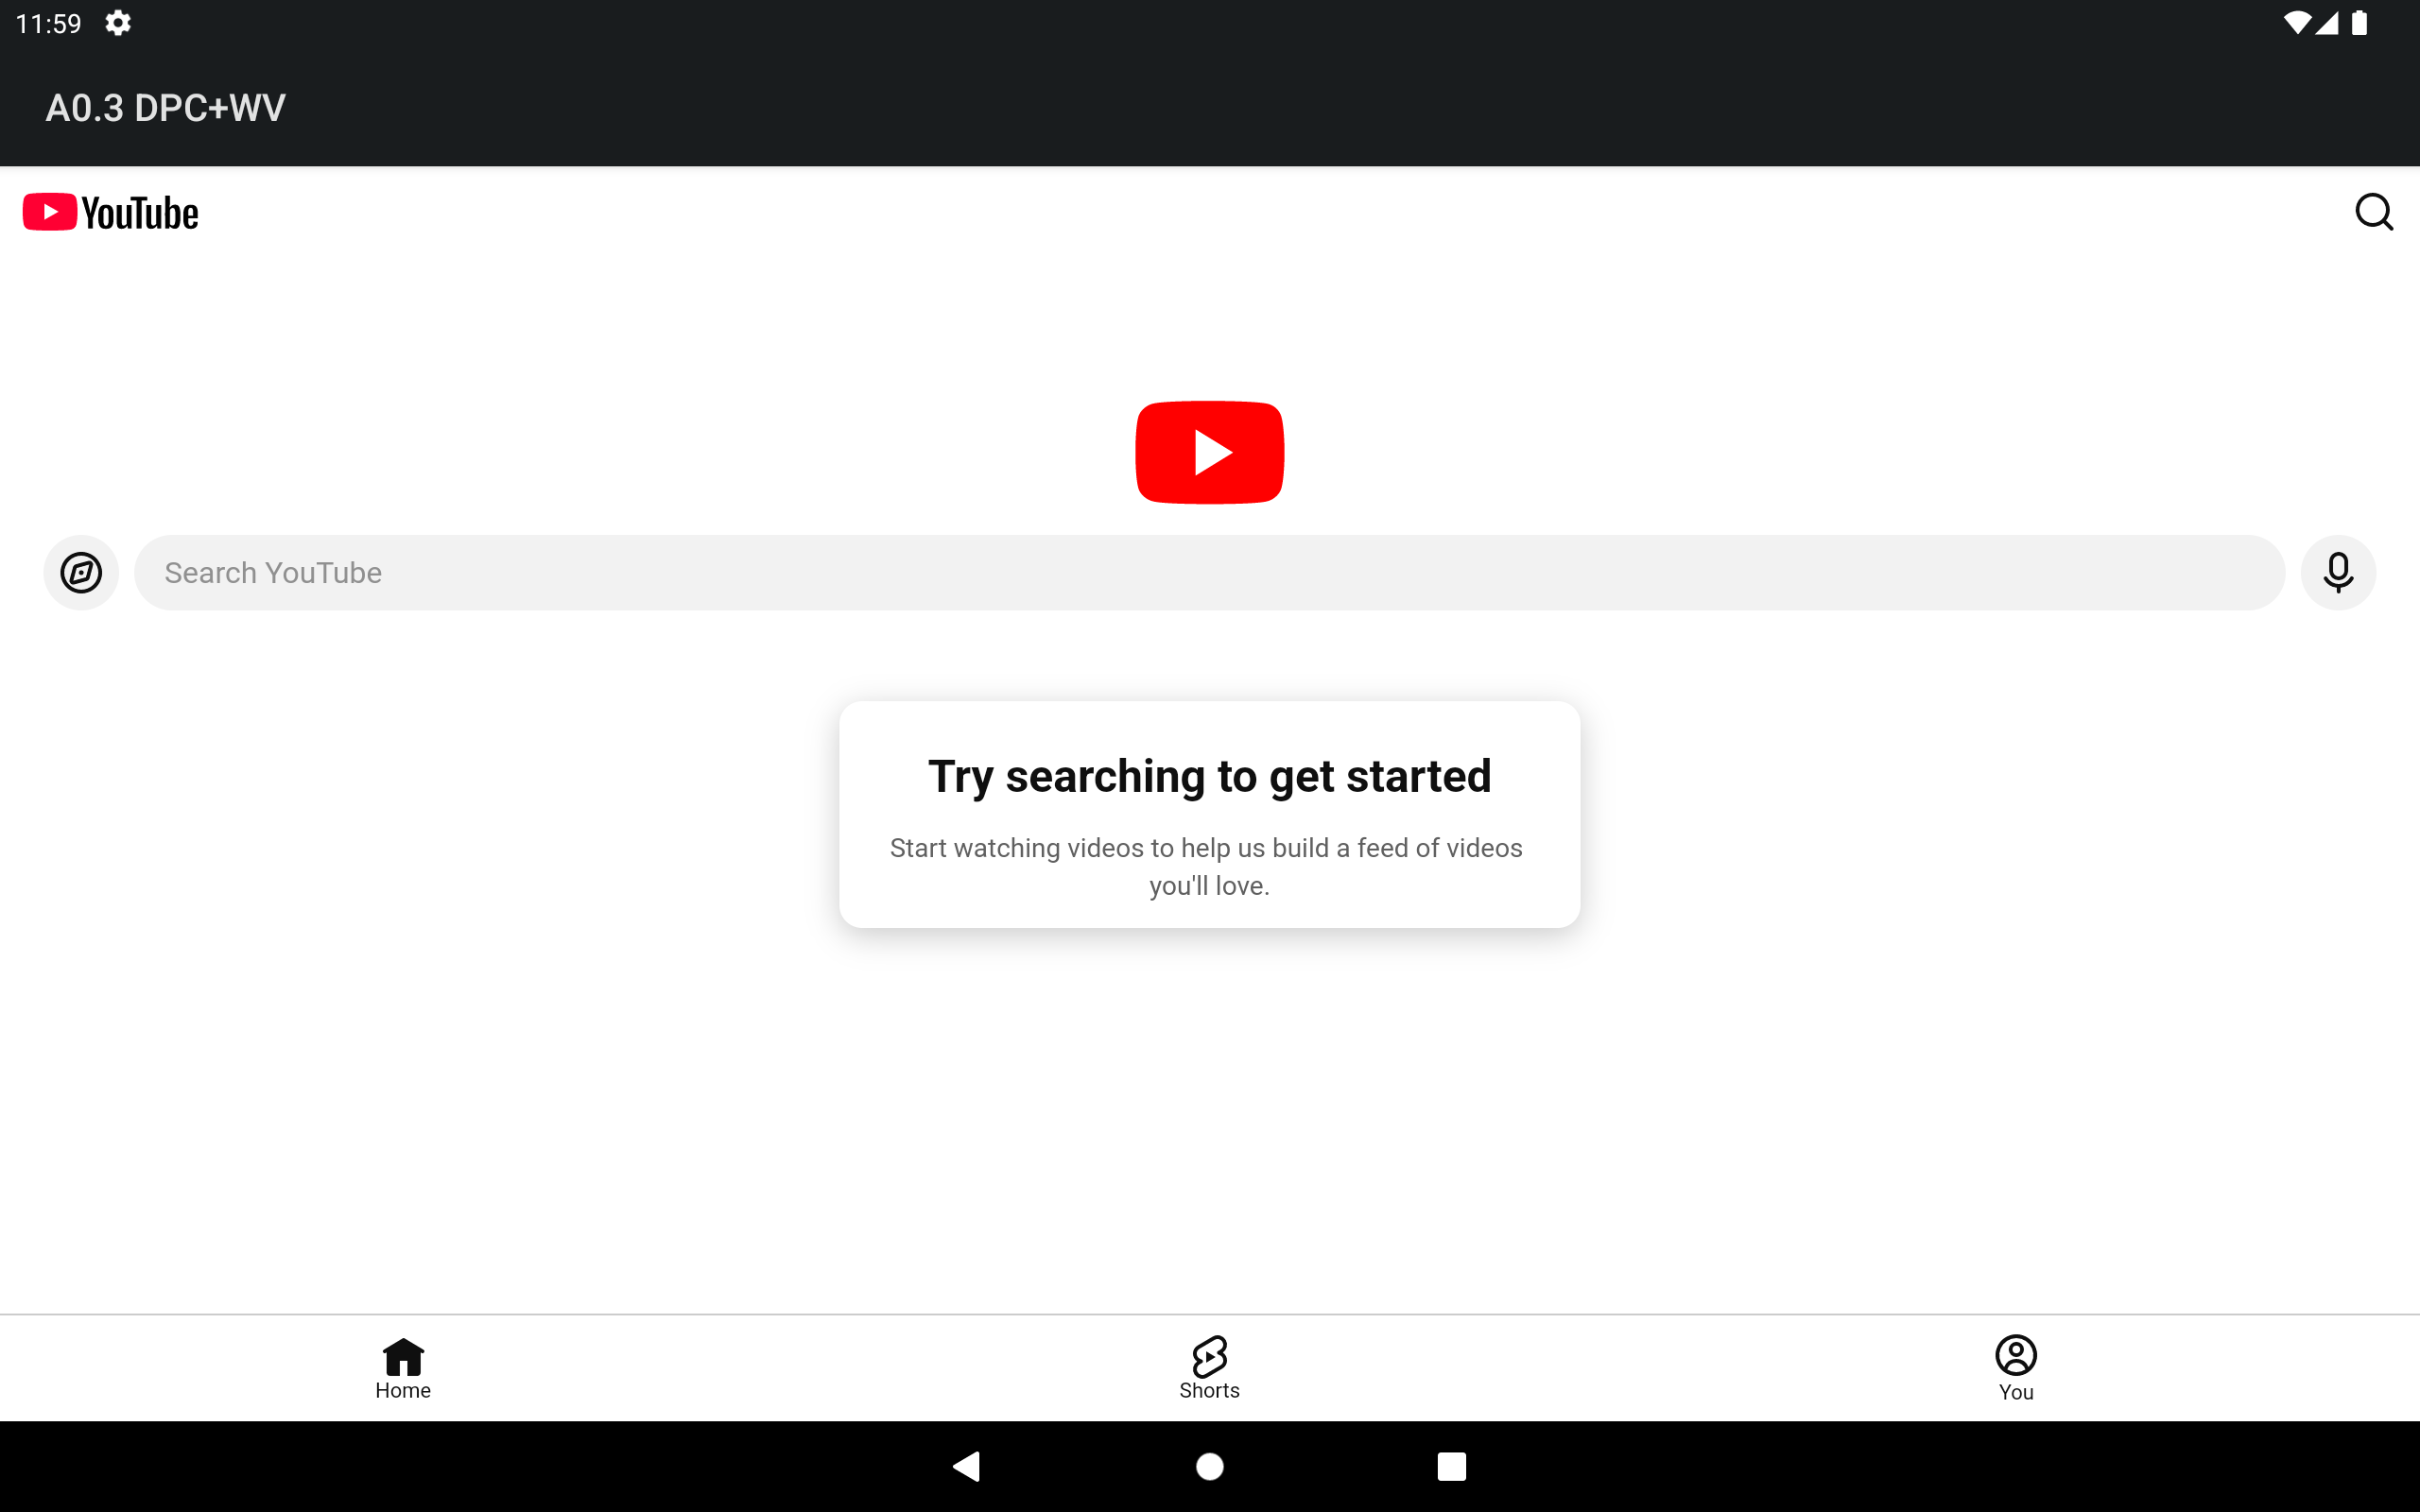 11:59
A0.3 DPC+WV
YouTube
Search YouTube
Try searching to get started
Start watching videos to help us build a feed of videos
you'll love.
Home
Shorts
You